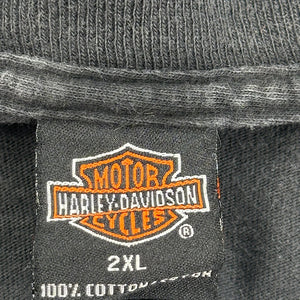 MOTOR
HARLEY-DAVIDSON
CYCLES
®
2XL
100% COTTON